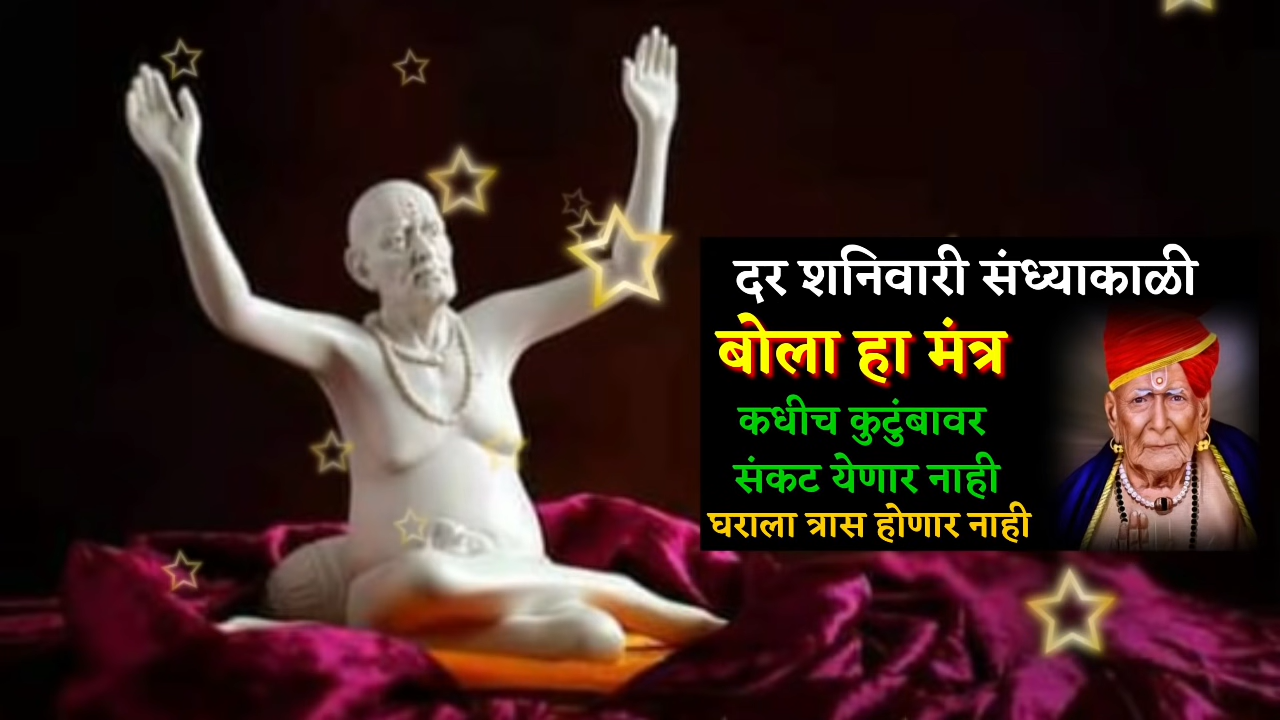 दर शनिवारी संध्याकाळी
बोला हा मंत्र
कधीच कुटुंबावर
संकट येणार नाही
घराला त्रास होणार नाही